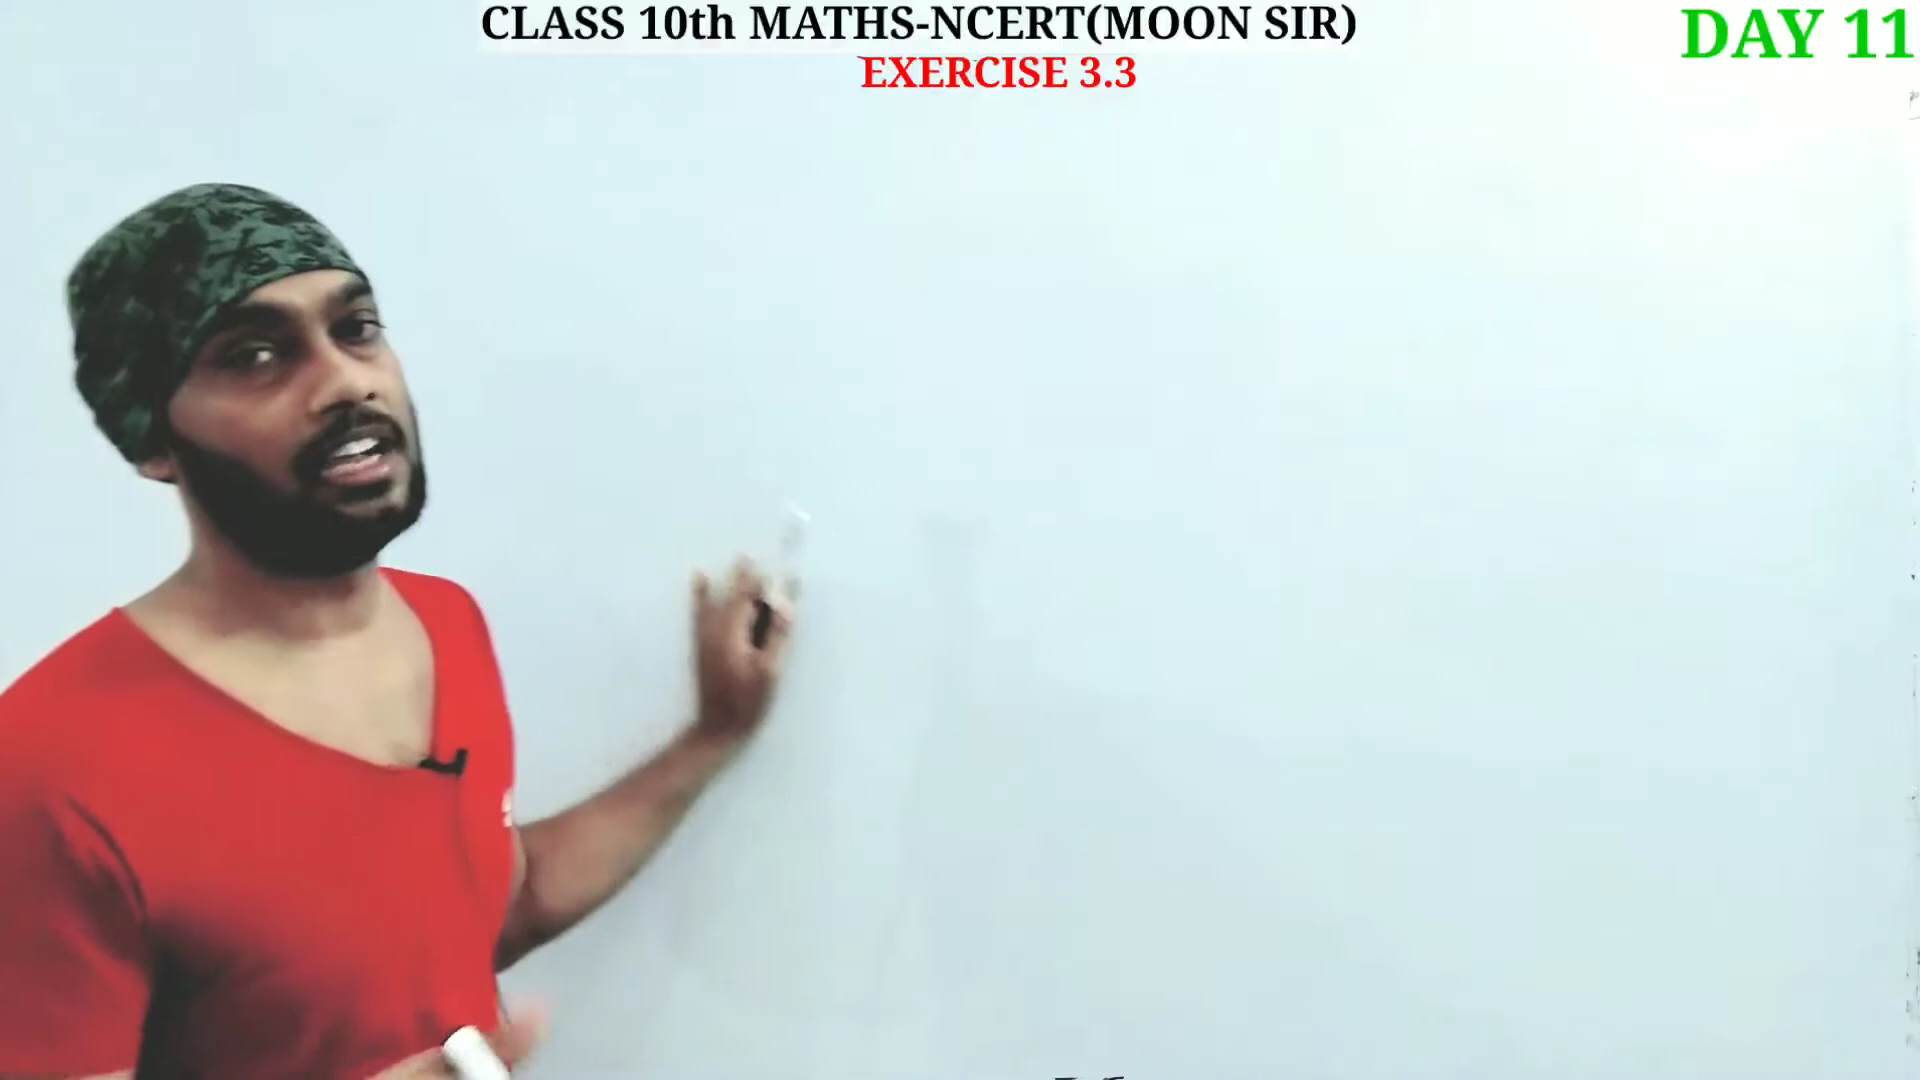 CLASS 10th MATHS-NCERT(MOON SIR)
DAY 11
EXERCISE 3.3